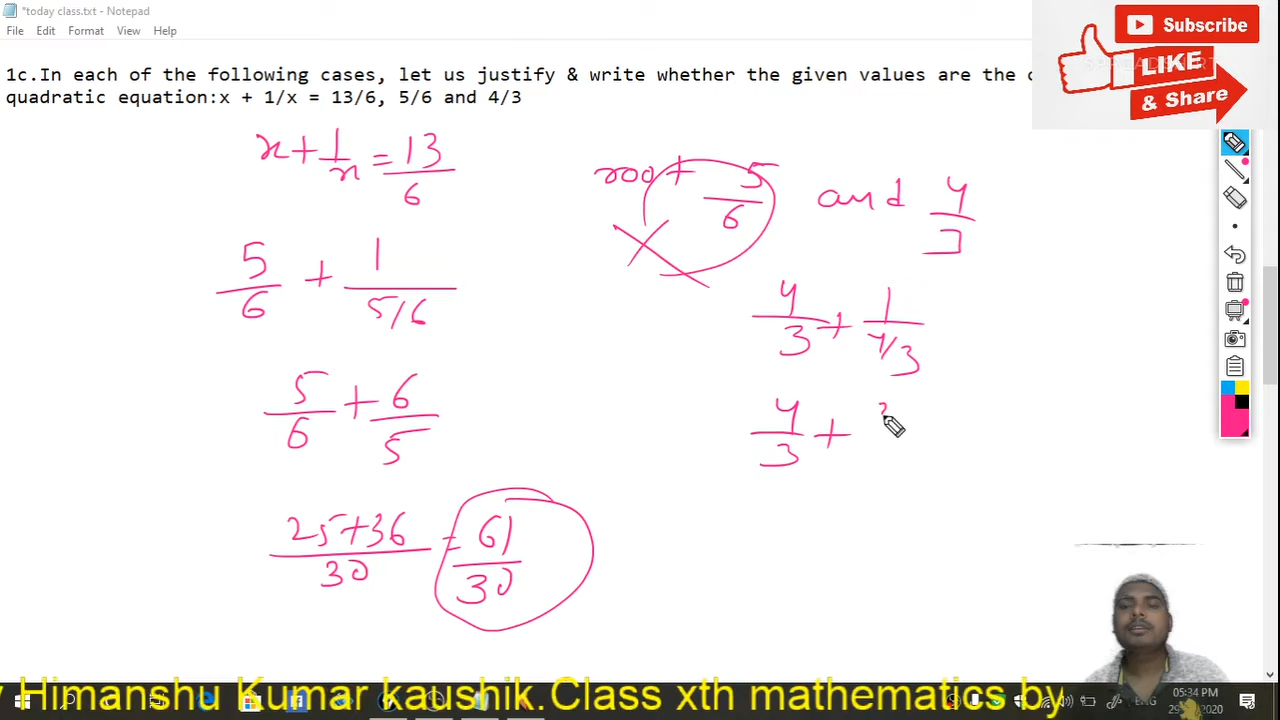 *today class.txt - Notepad
File Edit Format View Help
Subscribe
LIKE
& Share
1c.In each of the following cases, let us justify & write whether the given values are the
quadratic equation:x + 1/x = 13/6, 5/6 and 4/3
x + 1/x = 13/6
root 5/6 and 4/3
5/6 + 1/(5/6)
4/3 + 1/(4/3)
5/6 + 6/5
4/3 +
(25+36)/30 = 61/30
Himanshu Kumar kaushik.Class xth mathematics by
ENG
05:34 PM
2020